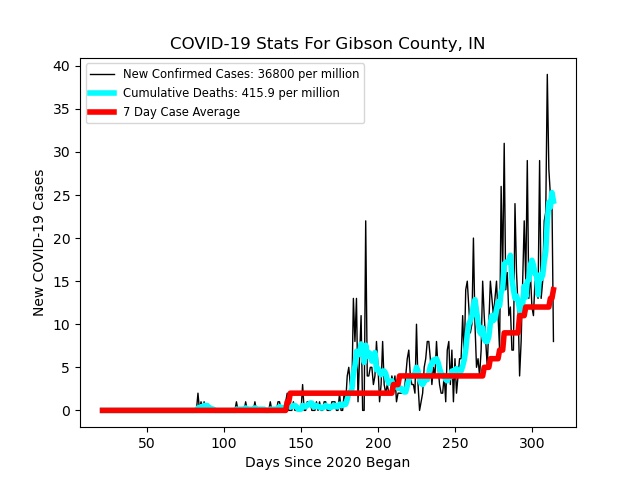 COVID-19 Stats For Gibson County, IN
New Confirmed Cases: 36800 per million
Cumulative Deaths: 415.9 per million
7 Day Case Average
New COVID-19 Cases
40
35
30
25
20
15
10
5
0
50 100 150 200 250 300
Days Since 2020 Began